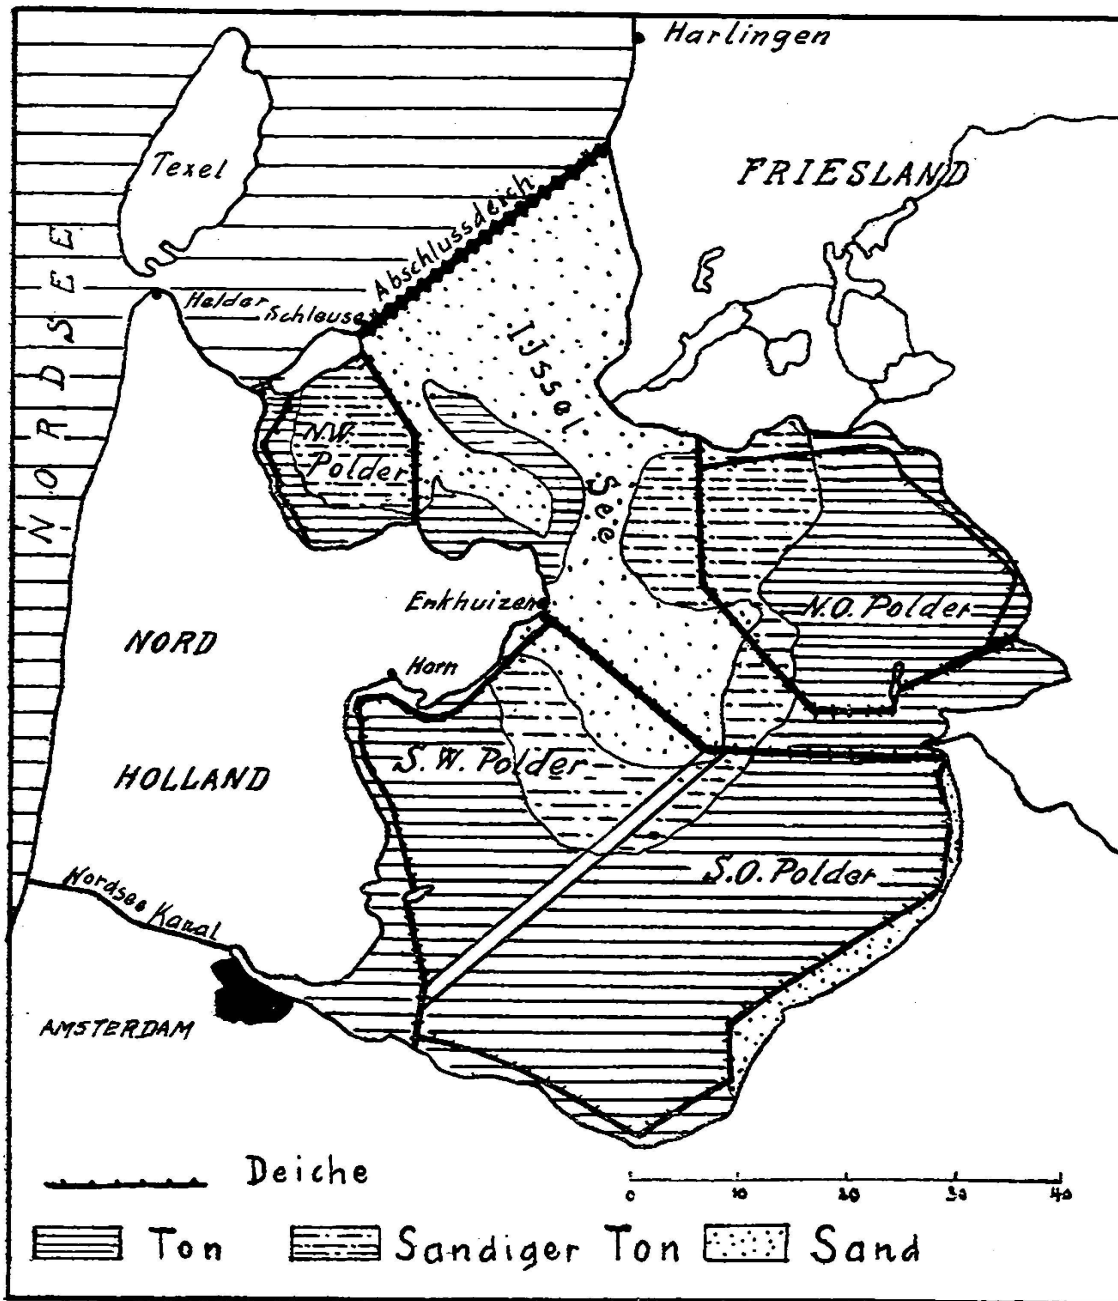 Harlingen
Texel
FRIESLAND
Abschlussdeich
NORDSEE
Helder
Schleuse
IJssel
See
N.W.
Polder
Enkhuizen
N.O. Polder
NORD
Horn
S.W. Polder
HOLLAND
S.O. Polder
Nordsee Kanal
AMSTERDAM
Deiche
0 10 20 30 40
Ton
Sandiger Ton
Sand